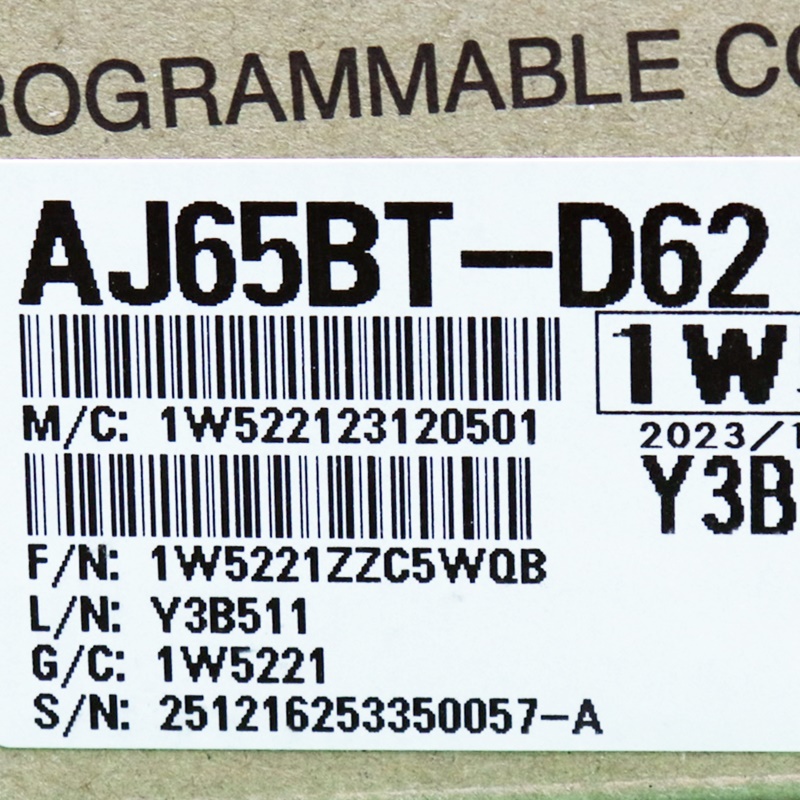 ROGRAMMABLE CO
AJ65BT-D62
1W
M/C: 1W522123120501
2023/1
Y3B
F/N: 1W5221ZZC5WQB
L/N: Y3B511
G/C: 1W5221
S/N: 251216253350057-A